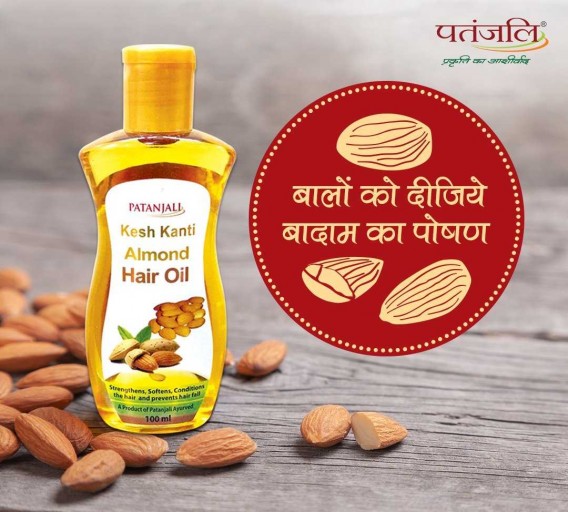 पतंजलि®
प्रकृति का आशीर्वाद
बालों को दीजिये
बादाम का पोषण
PATANJALI
Kesh Kanti
Almond
Hair Oil
Strengthens, Softens, Conditions
the hair and prevents hair fall
A Product of Patanjali Ayurved
100 ml